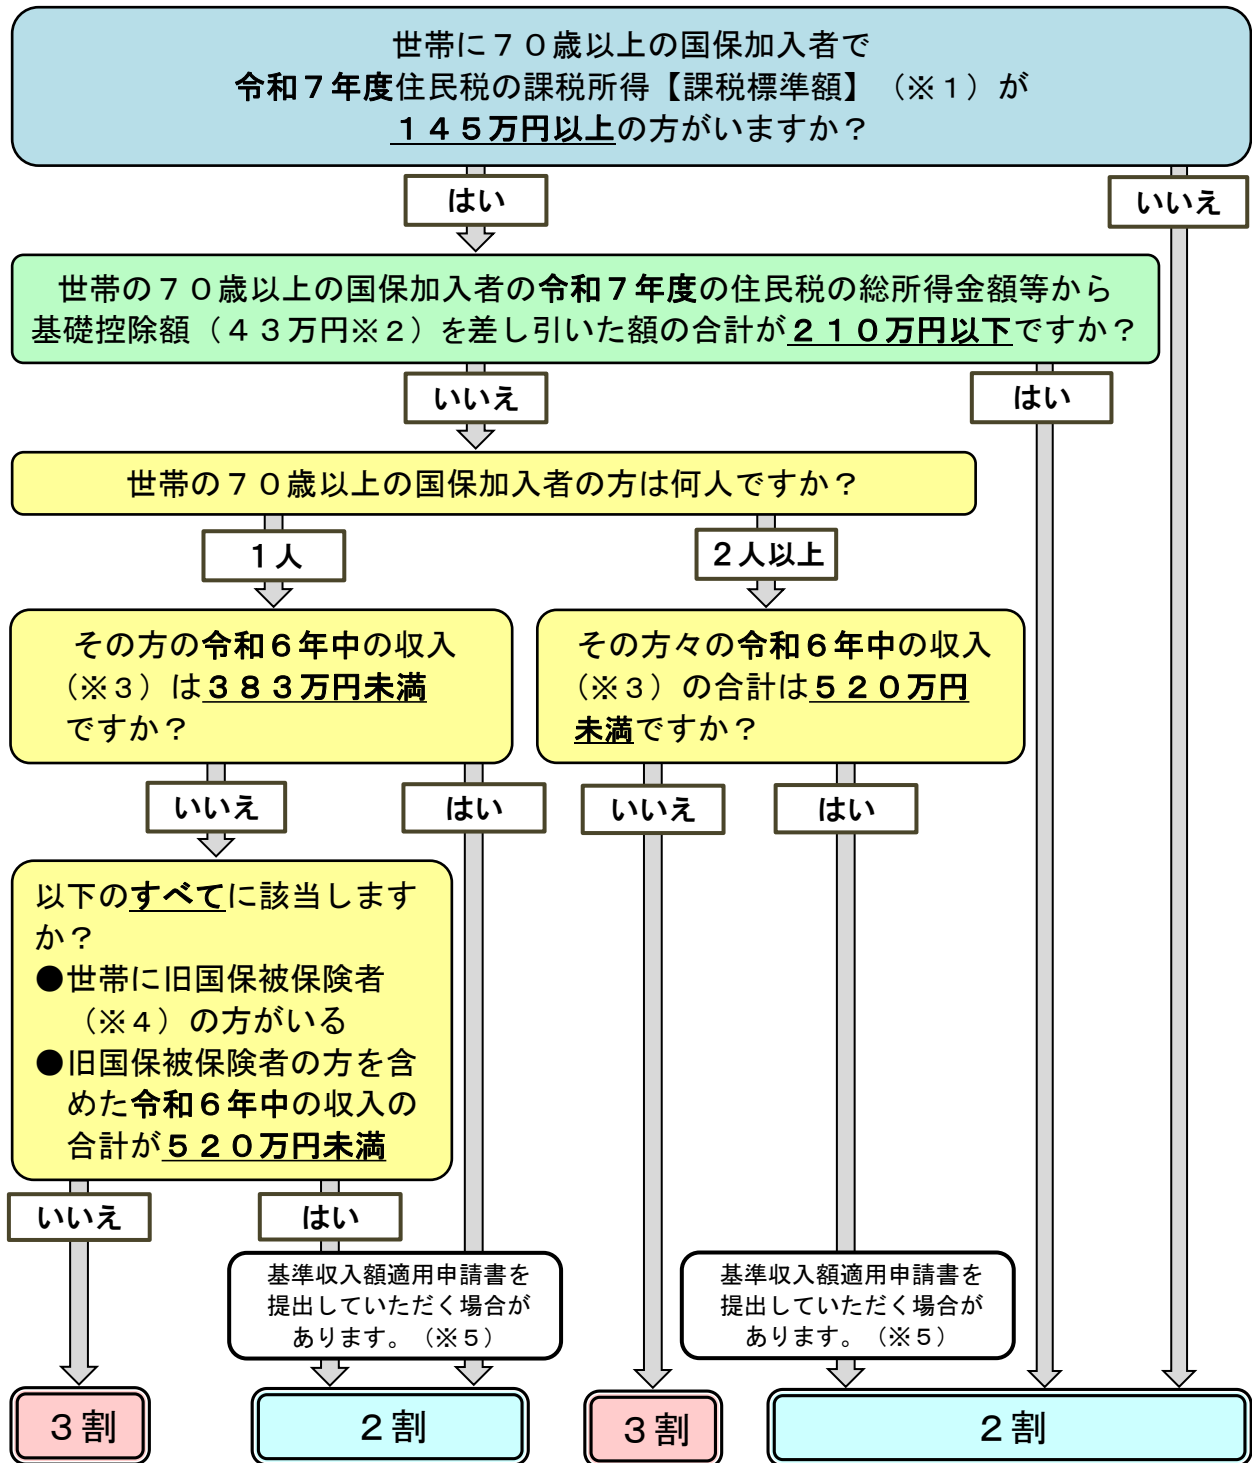 世帯に７０歳以上の国保加入者で
令和７年度住民税の課税所得【課税標準額】（※１）が
１４５万円以上の方がいますか？
はい
いいえ
世帯の７０歳以上の国保加入者の令和７年度の住民税の総所得金額等から
基礎控除額（４３万円※２）を差し引いた額の合計が２１０万円以下ですか？
いいえ
はい
世帯の７０歳以上の国保加入者の方は何人ですか？
１人
２人以上
その方の令和６年中の収入
（※３）は３８３万円未満
ですか？
その方々の令和６年中の収入
（※３）の合計は５２０万円
未満ですか？
いいえ
はい
いいえ
はい
以下のすべてに該当します
か？
●世帯に旧国保被保険者
（※４）の方がいる
●旧国保被保険者の方を含
めた令和６年中の収入の
合計が５２０万円未満
いいえ
はい
基準収入額適用申請書を
提出していただく場合が
あります。（※５）
基準収入額適用申請書を
提出していただく場合が
あります。（※５）
３割
２割
３割
２割